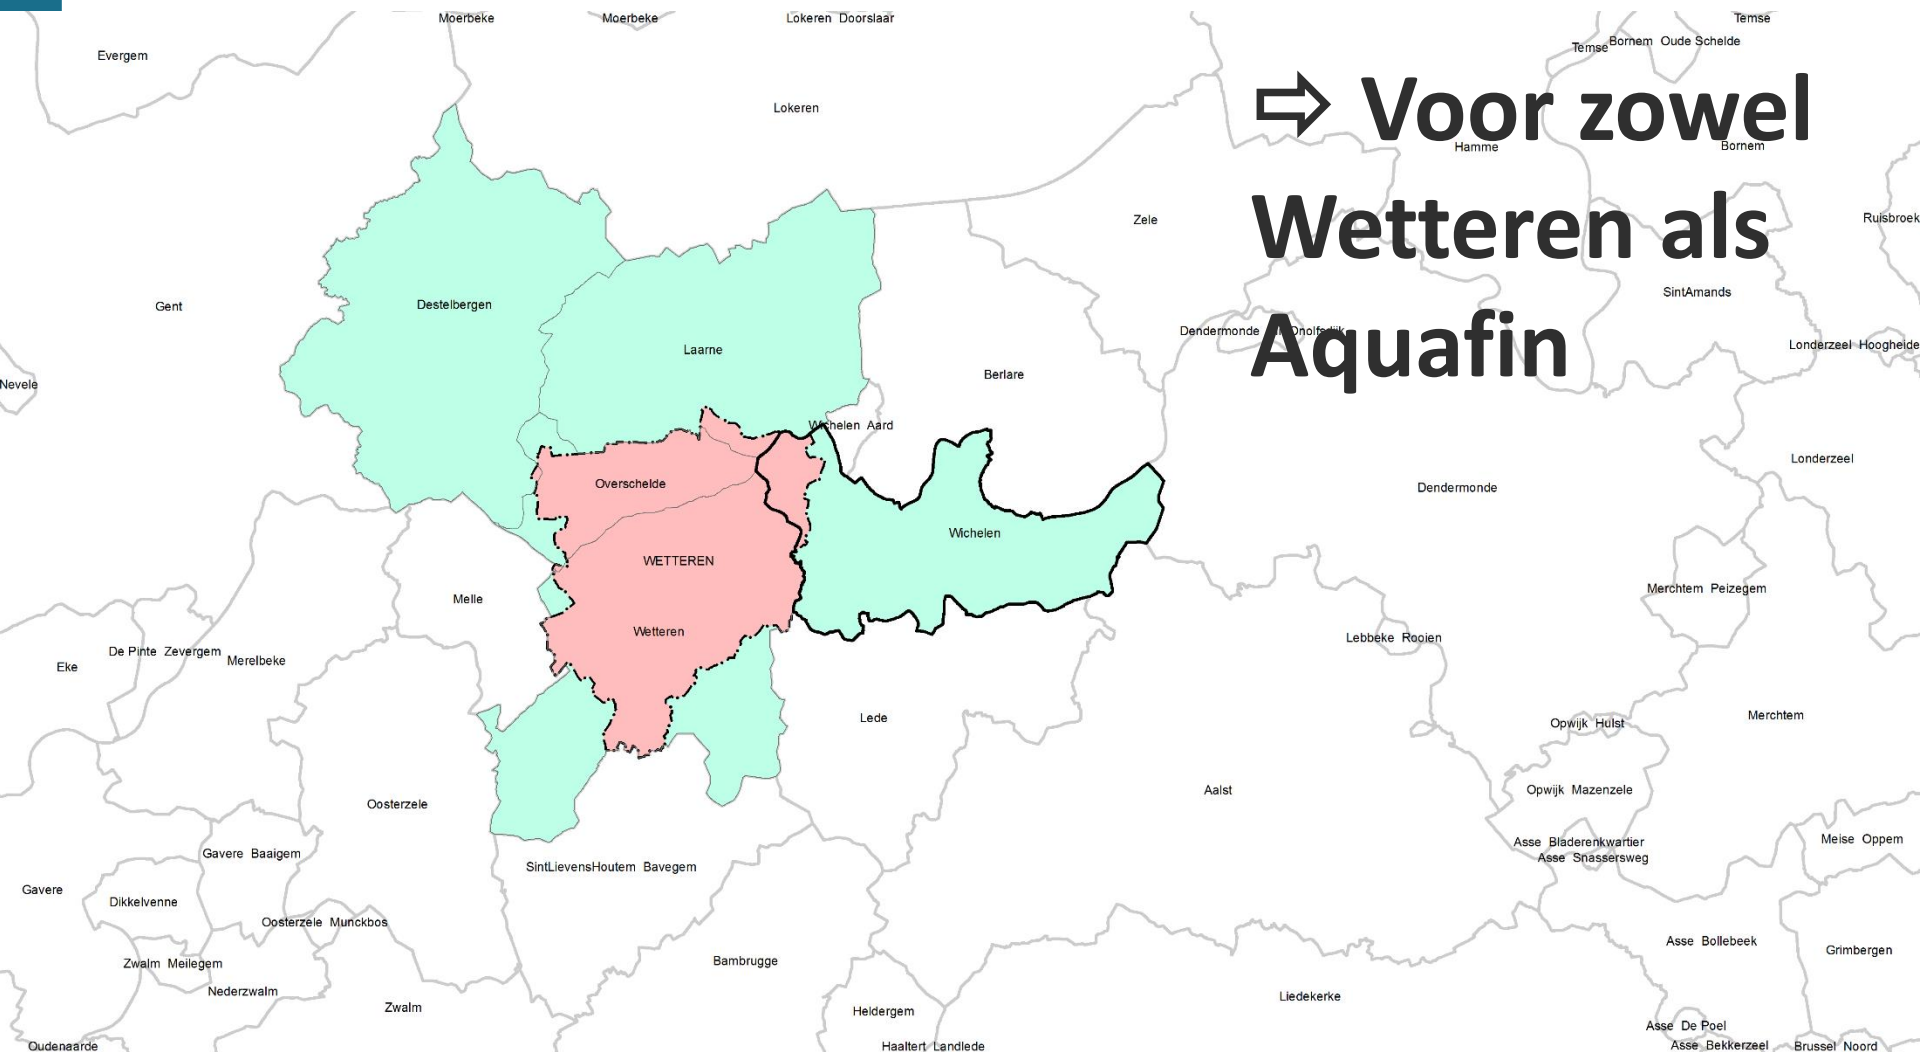 ⇨ Voor zowel
Wetteren als
Aquafin
Moerbeke Moerbeke Lokeren Doorslaar Temse
Temse Bornem Oude Schelde
Evergem
Lokeren
Hamme Bornem
Zele Ruisbroek
Gent Destelbergen SintAmands
Dendermonde
Londerzeel Hoogheide
Laarne
Nevele Berlare
Wichelen Aard
Londerzeel
Overschelde Dendermonde
Wichelen
WETTEREN
Merchtem Peizegem
Melle
Wetteren Lebbeke Rooien
De Pinte Zevergem
Eke Merelbeke
Lede Merchtem
Opwijk Hulst
Oosterzele Aalst Opwijk Mazenzele
Meise Oppem
Asse Bladerenkwartier
Gavere Baaigem Asse Snassersweg
SintLievensHoutem Bavegem
Gavere
Dikkelvenne
Oosterzele Munckbos
Asse Bollebeek
Grimbergen
Zwalm Meilegem Bambrugge
Nederzwalm Liedekerke
Zwalm Heldergem
Asse De Poel
Oudenaarde Haaltert Landlede Asse Bekkerzeel Brussel Noord